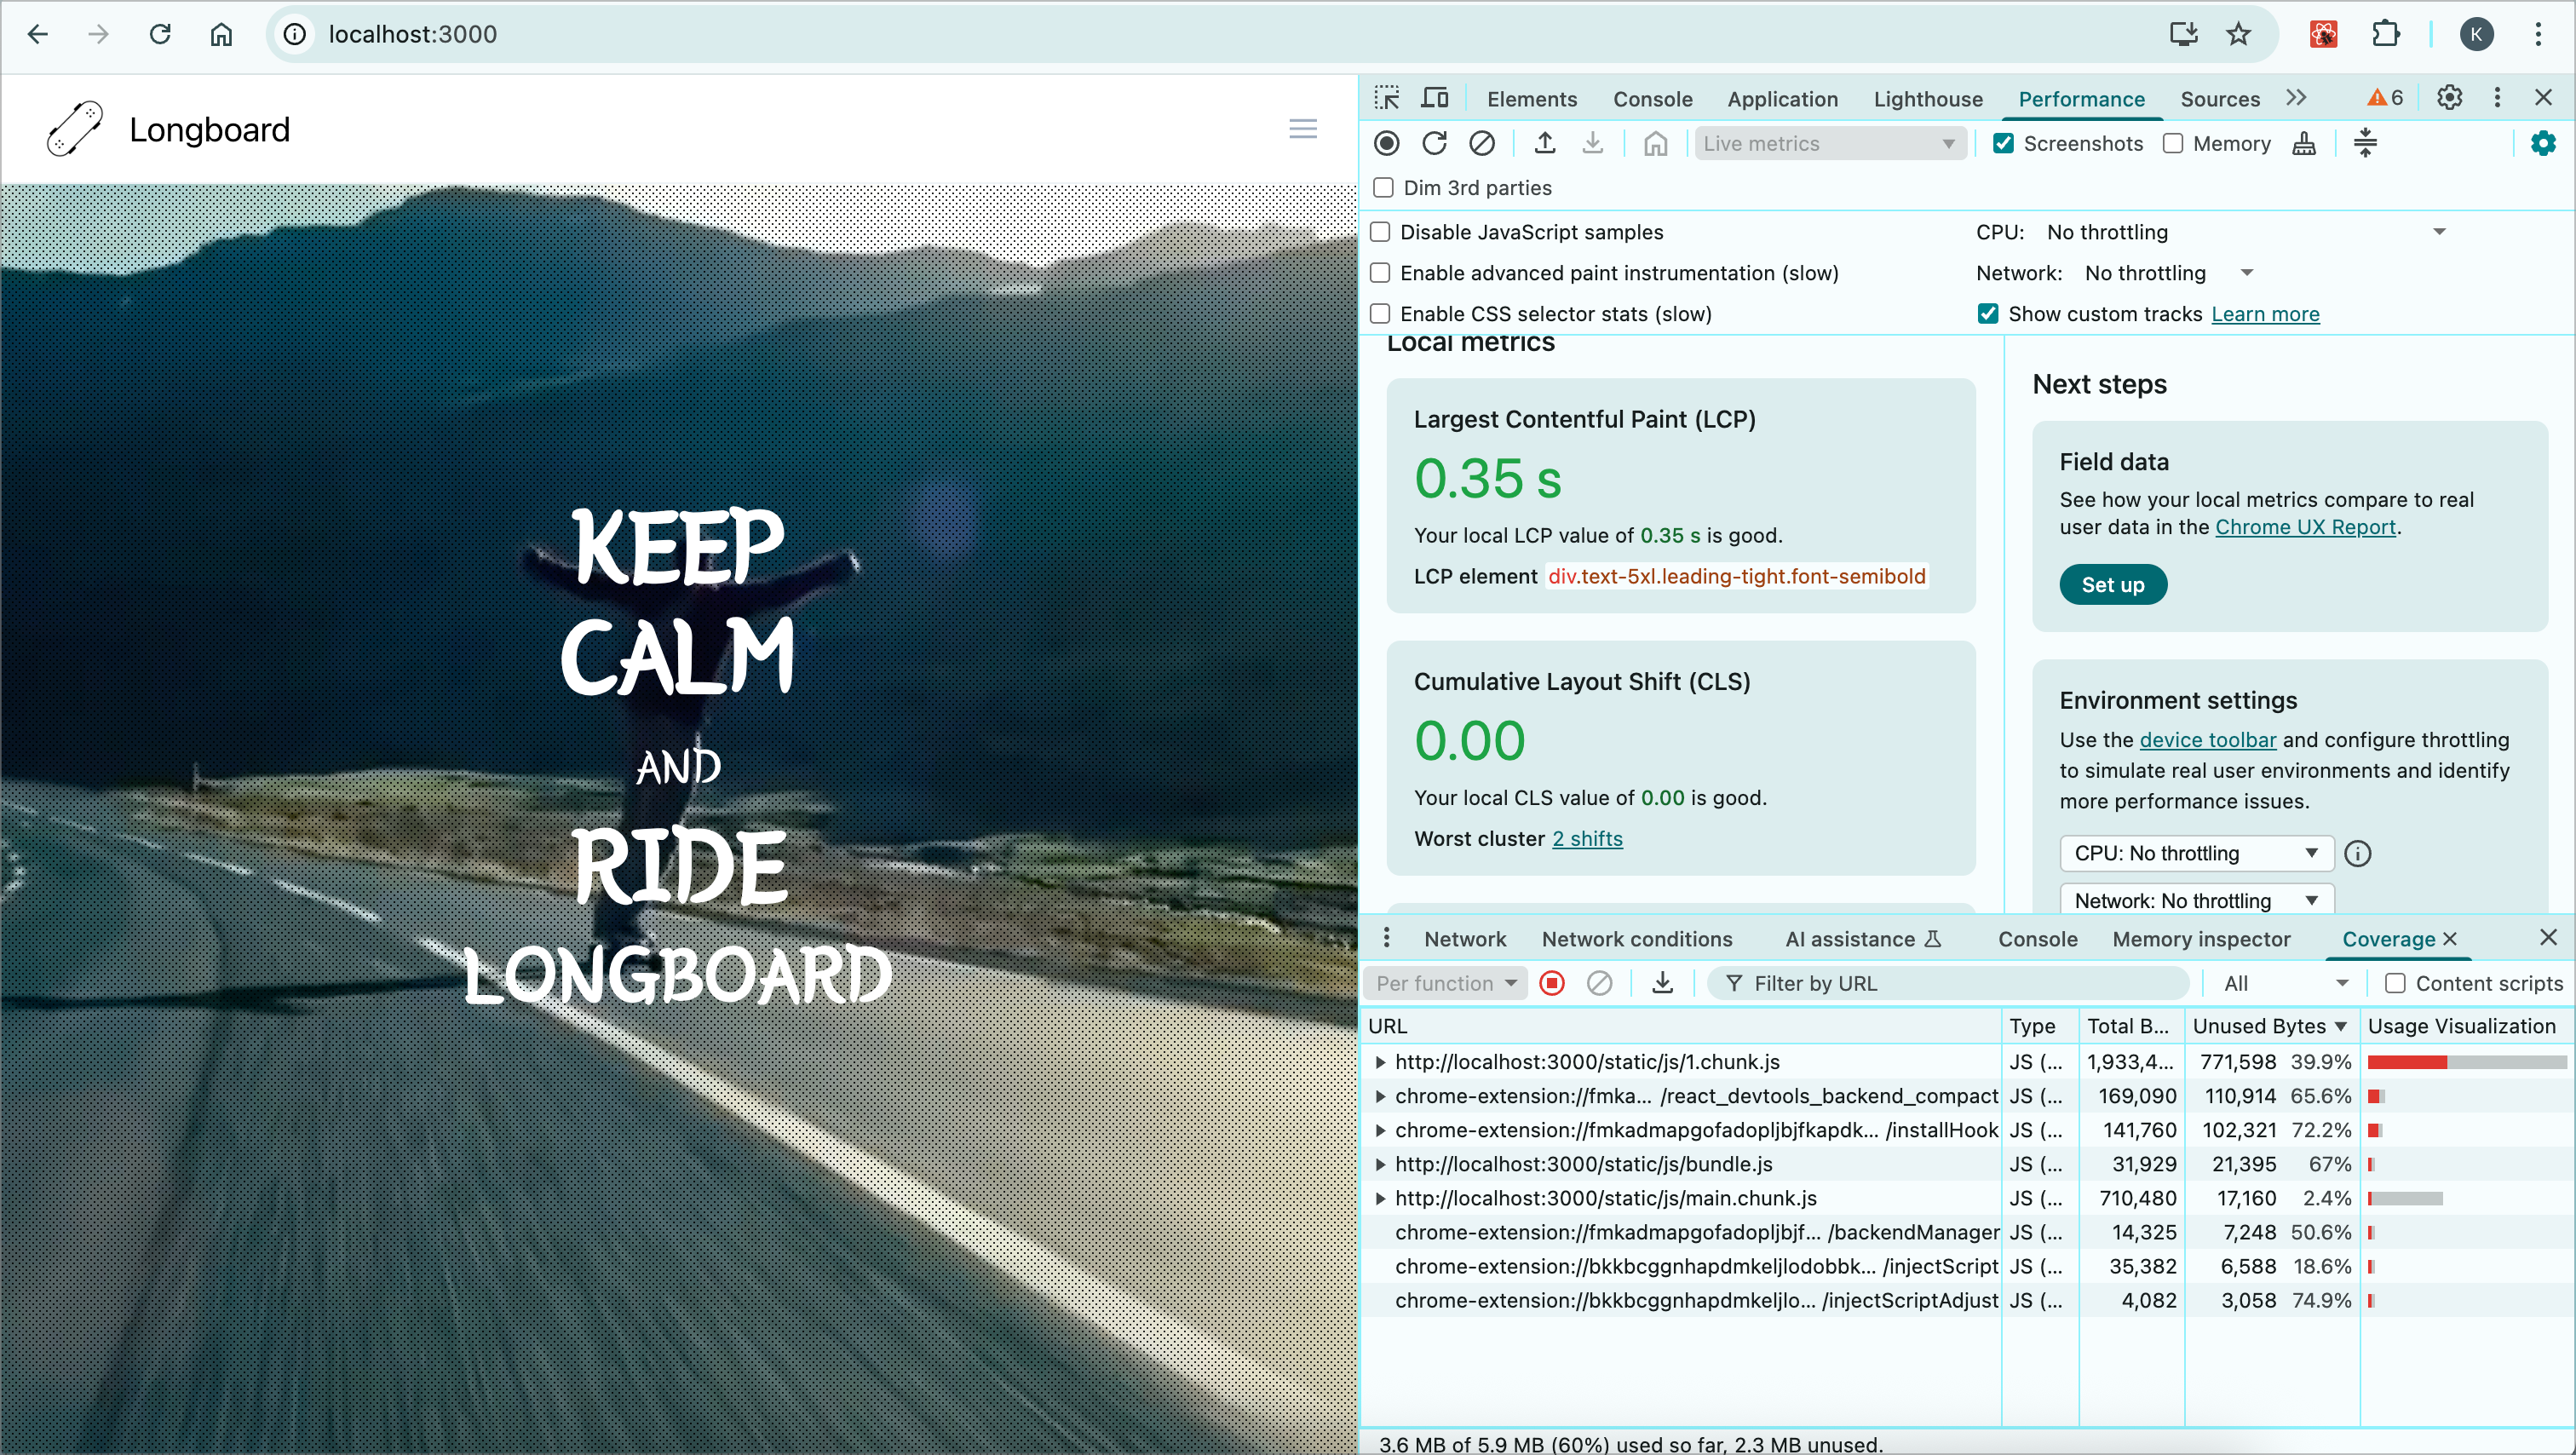 localhost:3000
K
Longboard
KEEP
CALM
AND
RIDE
LONGBOARD
Elements
Console
Application
Lighthouse
Performance
Sources
6
Live metrics
Screenshots
Memory
Dim 3rd parties
Disable JavaScript samples
CPU: No throttling
Enable advanced paint instrumentation (slow)
Network: No throttling
Enable CSS selector stats (slow)
Show custom tracks Learn more
Local metrics
Largest Contentful Paint (LCP)
0.35 s
Your local LCP value of 0.35 s is good.
LCP element div.text-5xl.leading-tight.font-semibold
Cumulative Layout Shift (CLS)
0.00
Your local CLS value of 0.00 is good.
Worst cluster 2 shifts
Next steps
Field data
See how your local metrics compare to real
user data in the Chrome UX Report.
Set up
Environment settings
Use the device toolbar and configure throttling
to simulate real user environments and identify
more performance issues.
CPU: No throttling
Network: No throttling
Network
Network conditions
AI assistance
Console
Memory inspector
Coverage
Per function
Filter by URL
All
Content scripts
URL Type Total B... Unused Bytes Usage Visualization
http://localhost:3000/static/js/1.chunk.js JS (... 1,933,4... 771,598 39.9%
chrome-extension://fmka... /react_devtools_backend_compact JS (... 169,090 110,914 65.6%
chrome-extension://fmkadmapgofadopljbjfkapdk... /installHook JS (... 141,760 102,321 72.2%
http://localhost:3000/static/js/bundle.js JS (... 31,929 21,395 67%
http://localhost:3000/static/js/main.chunk.js JS (... 710,480 17,160 2.4%
chrome-extension://fmkadmapgofadopljbjf... /backendManager JS (... 14,325 7,248 50.6%
chrome-extension://bkkbcggnhapdmkeljlodobbk... /injectScript JS (... 35,382 6,588 18.6%
chrome-extension://bkkbcggnhapdmkeljlo... /injectScriptAdjust JS (... 4,082 3,058 74.9%
3.6 MB of 5.9 MB (60%) used so far, 2.3 MB unused.